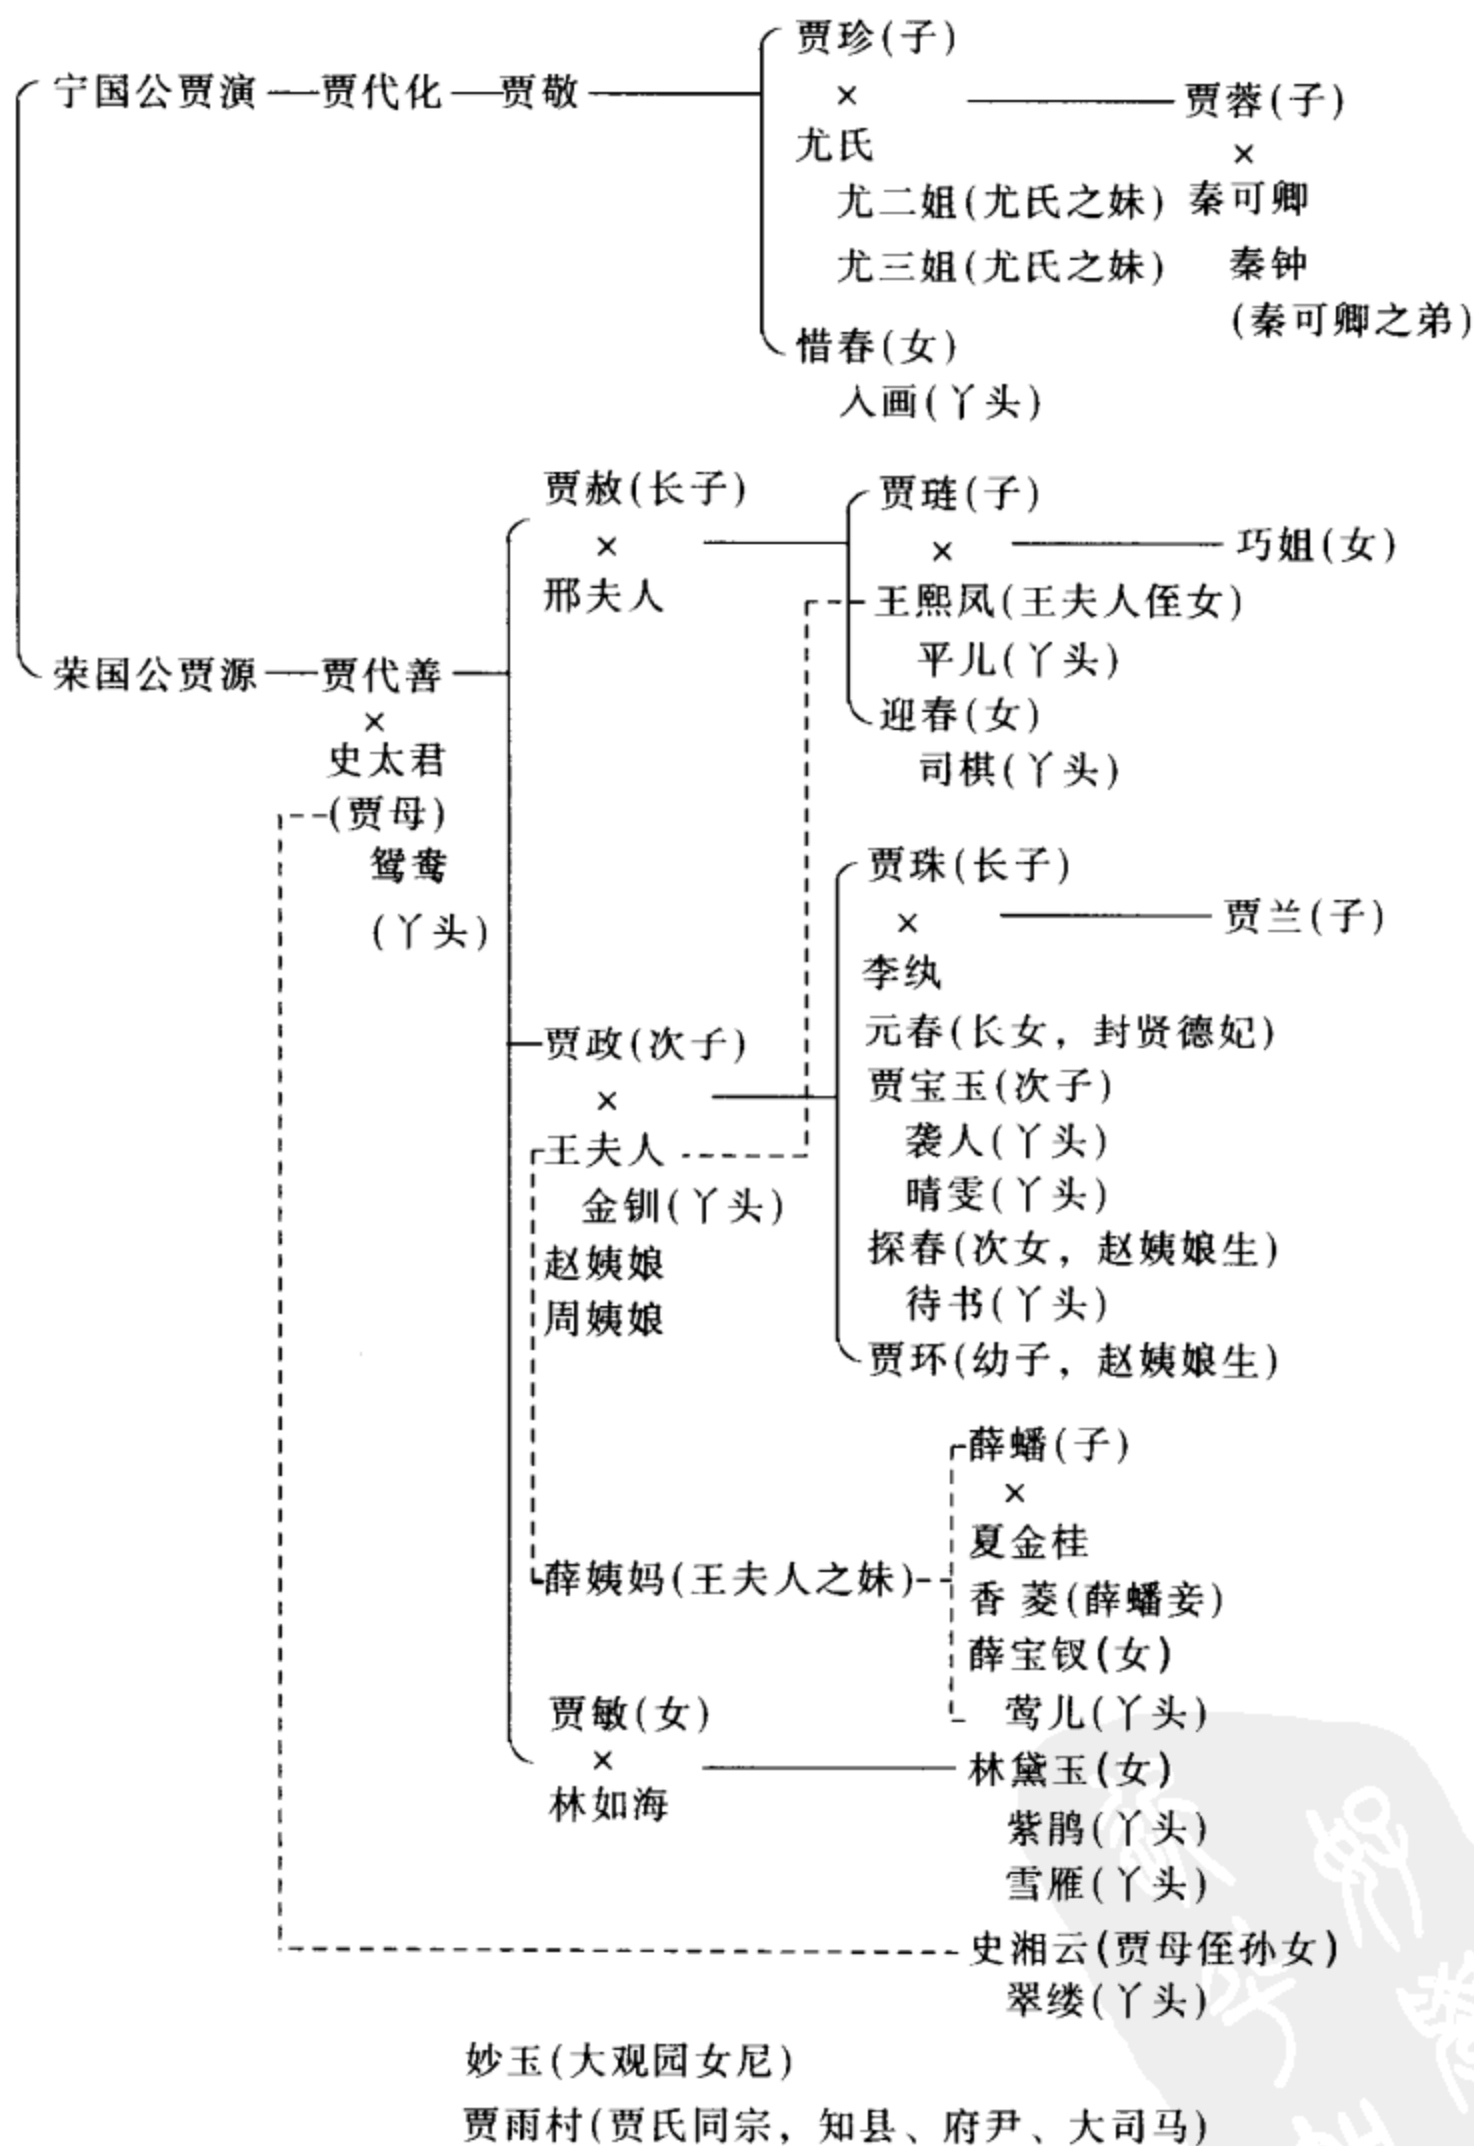 贾珍(子)
宁国公贾演 贾代化 贾敬 × 贾蓉(子)
尤氏 ×
尤二姐(尤氏之妹) 秦可卿
尤三姐(尤氏之妹) 秦钟
(秦可卿之弟)
惜春(女)
入画(丫头)
贾赦(长子) 贾琏(子)
× × 巧姐(女)
邢夫人 王熙凤(王夫人侄女)
荣国公贾源 贾代善 平儿(丫头)
× 迎春(女)
史太君 司棋(丫头)
(贾母)
鸳鸯 贾珠(长子)
(丫头) × 贾兰(子)
李纨
贾政(次子) 元春(长女，封贤德妃)
× 贾宝玉(次子)
王夫人 袭人(丫头)
金钏(丫头) 晴雯(丫头)
赵姨娘 探春(次女，赵姨娘生)
周姨娘 待书(丫头)
贾环(幼子，赵姨娘生)
薛蟠(子)
×
夏金桂
薛姨妈(王夫人之妹) 香菱(薛蟠妾)
薛宝钗(女)
贾敏(女) 莺儿(丫头)
× 林黛玉(女)
林如海 紫鹃(丫头)
雪雁(丫头)
史湘云(贾母侄孙女)
翠缕(丫头)
妙玉(大观园女尼)
贾雨村(贾氏同宗，知县、府尹、大司马)